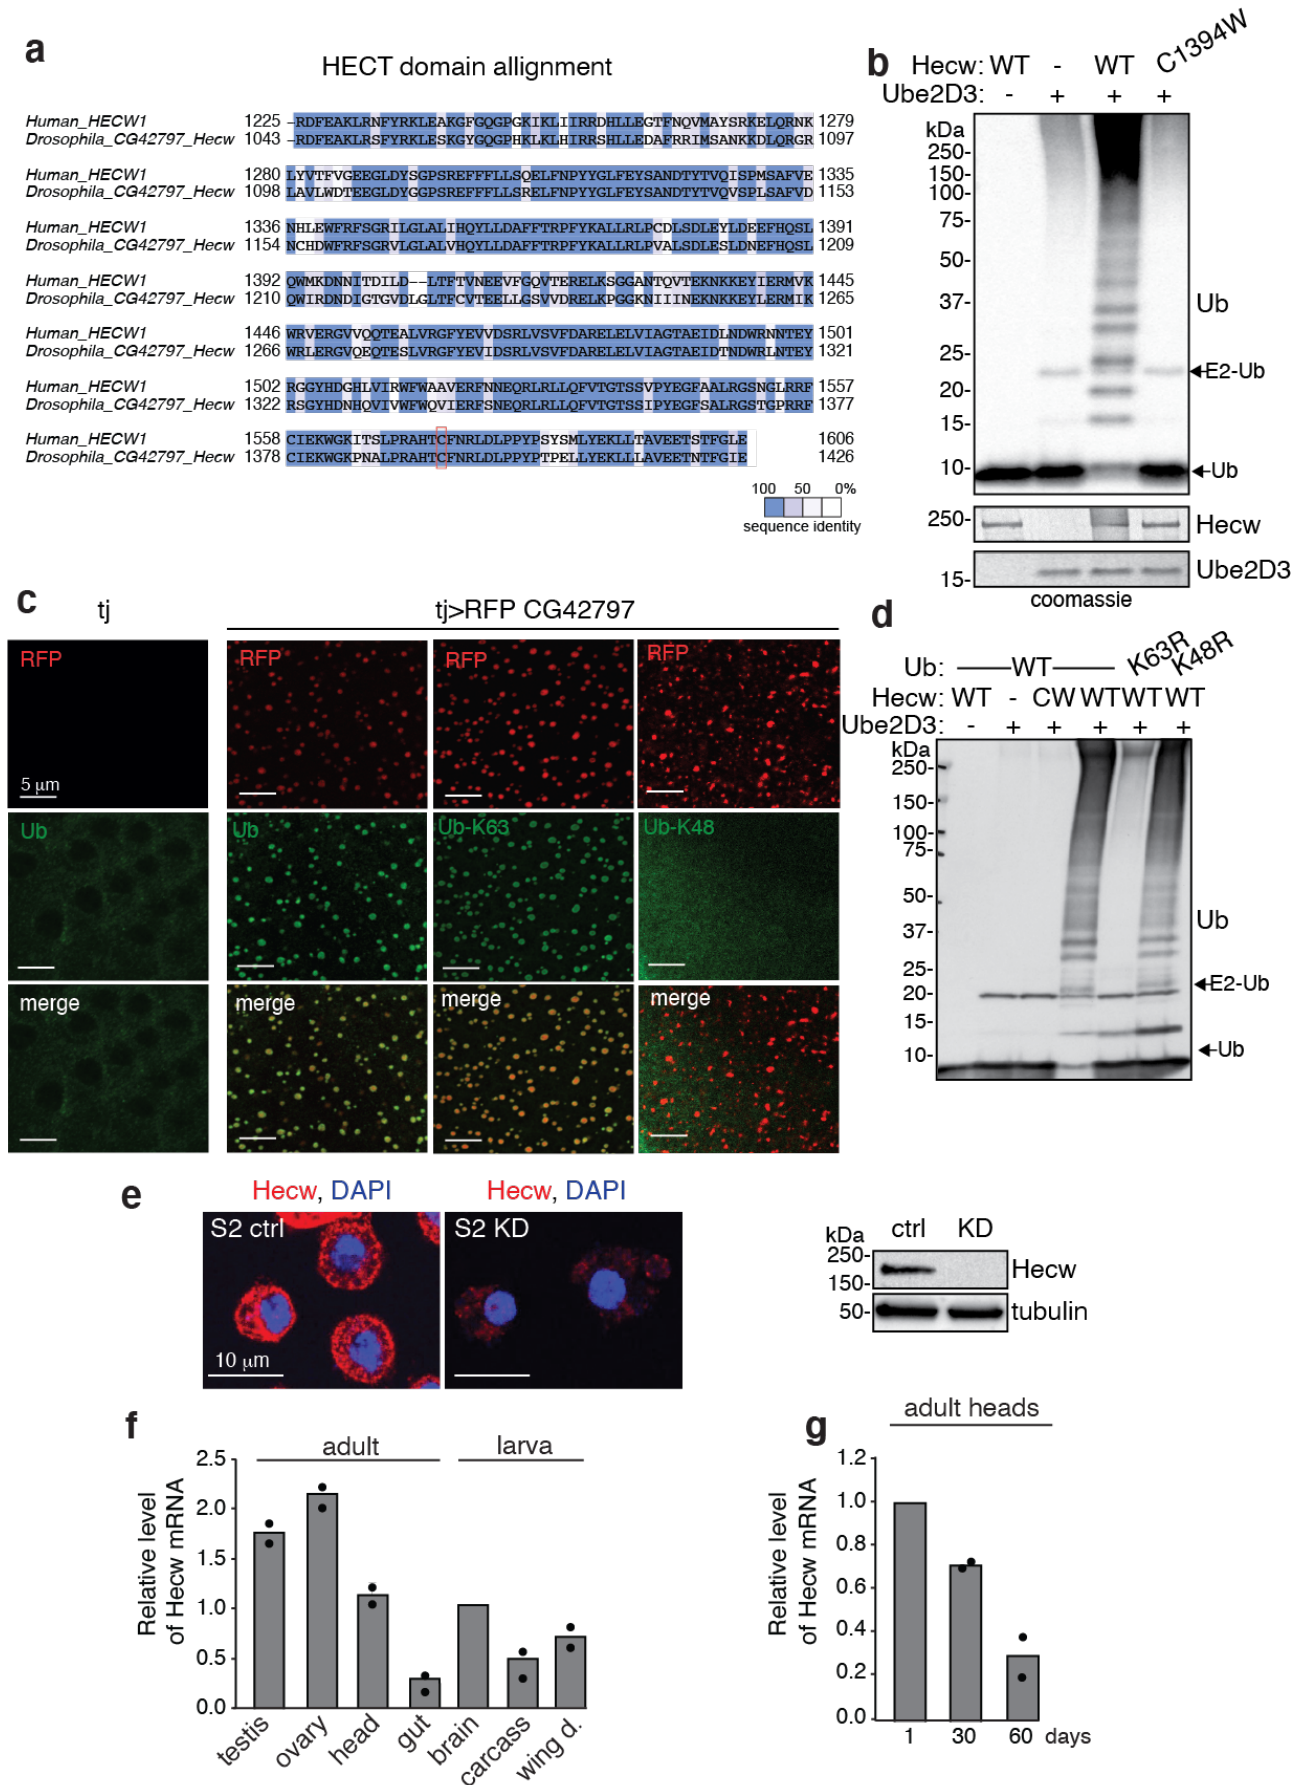 a
HECT domain allignment
Human_HECW1 1225 –RDFEAKLRNFYRKLEAKGFGQGPGKIKLIIRRDHLLEGTFNQVMAYSRKELQRNK 1279
Drosophila_CG42797_Hecw 1043 –RDFEAKLRSFYRKLESKGYGQGPHKLKLHIRRSHLLEDAFRRIMSANKKDLQRGR 1097
Human_HECW1 1280 LYVTFVGEEGLDYSGPSREFFFLLSQELFNPYYGLFEYSANDTYTVQISPMSAFVE 1335
Drosophila_CG42797_Hecw 1098 LAVLWDTEEGLDYGGPSREFFFLLSRELFNPYYGLFEYSANDTYTVQVSPLSAFVD 1153
Human_HECW1 1336 NHLEWFRFSGRILGLALIHQYLLDAFFTRPFYKALLRLPCDLSDLEYLDEEFHQSL 1391
Drosophila_CG42797_Hecw 1154 NCHDWFRFSGRVLGLALVHQYLLDAFFTRPFYKALLRLPVALSDLESLDNEFHQSL 1209
Human_HECW1 1392 QWMKDNNITDILD--LTFTVNEEVFGQVTERELKSGGANTQVTEKNKKEYIERMVK 1445
Drosophila_CG42797_Hecw 1210 QWIRDNDIGTGVDLGLTFCVTEELLGSVVDRELKPGGKNIIINEKNKKEYLERMIK 1265
Human_HECW1 1446 WRVERGVVQQTEALVRGFYEVVDSRLVSVFDARELELVIAGTAEIDLNDWRNNTEY 1501
Drosophila_CG42797_Hecw 1266 WRLERGVQEQTESLVRGFYEVIDSRLVSVFDARELELVIAGTAEIDTNDWRLNTEY 1321
Human_HECW1 1502 RGGYHDGHLVIRWFWAAVERFNNEQRLRLLQFVTGTSSVPYEGFAALRGSNGLRRF 1557
Drosophila_CG42797_Hecw 1322 RSGYHDNHQVIVWFWQVIERFSNEQRLRLLQFVTGTSSIPYEGFSALRGSTGPRRF 1377
Human_HECW1 1558 CIEKWGKITSLPRAHTCFNRLDLPPYPSYSMLYEKLLTAVEETSTFGLE 1606
Drosophila_CG42797_Hecw 1378 CIEKWGKPNALPRAHTCFNRLDLPPYPTPELLYEKLLLAVEETNTFGIE 1426
100 50 0%
sequence identity
b
Hecw: WT - WT C1394W
Ube2D3: - + + +
kDa
250-
150-
100-
75-
50-
37-
25-
20-
15-
10-
Ub
E2-Ub
Ub
250-
Hecw
15-
Ube2D3
coomassie
c
tj
tj>RFP CG42797
RFP
RFP
RFP
RFP
5 µm
Ub
Ub
Ub-K63
Ub-K48
merge
merge
merge
merge
d
Ub: WT K63R K48R
Hecw: WT - CW WT WT WT
Ube2D3: - + + + + +
kDa
250-
150-
100-
75-
50-
37-
25-
20-
15-
10-
Ub
E2-Ub
Ub
e
Hecw, DAPI
Hecw, DAPI
S2 ctrl
S2 KD
10 µm
kDa
ctrl KD
250-
150-
Hecw
50-
tubulin
f
adult
larva
Relative level
of Hecw mRNA
2.5
2.0
1.5
1.0
0.5
0.0
testis
ovary
head
gut
brain
carcass
wing d.
g
adult heads
Relative level
of Hecw mRNA
1.2
1.0
0.8
0.6
0.4
0.2
0.0
1 30 60 days